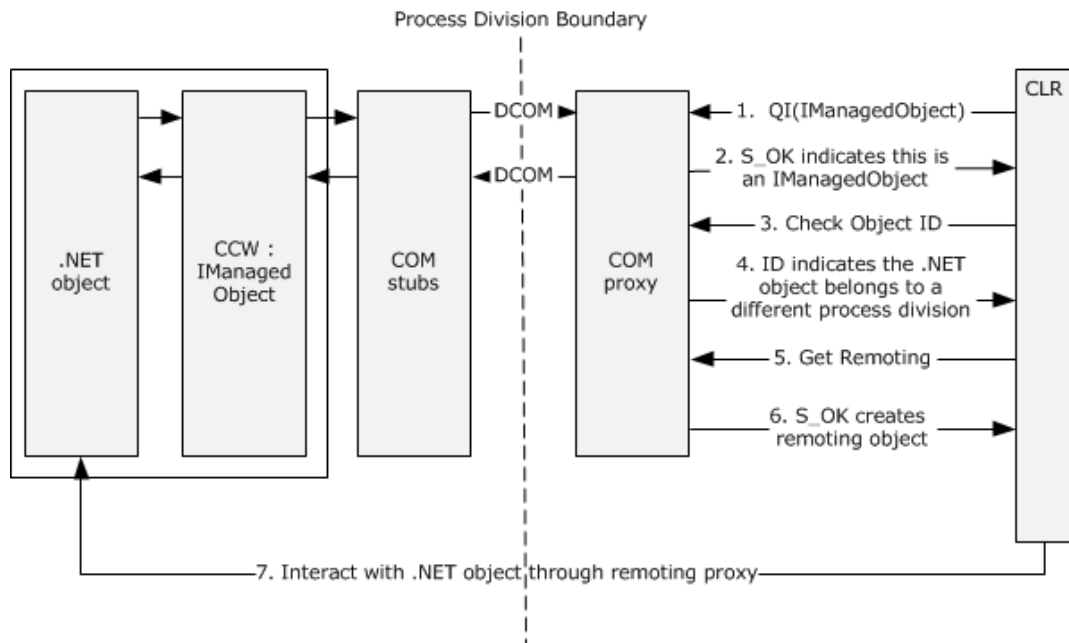 Process Division Boundary
.NET
object
CCW :
IManaged
Object
COM
stubs
DCOM
DCOM
COM
proxy
CLR
1. QI(IManagedObject)
2. S_OK indicates this is
an IManagedObject
3. Check Object ID
4. ID indicates the .NET
object belongs to a
different process division
5. Get Remoting
6. S_OK creates
remoting object
7. Interact with .NET object through remoting proxy